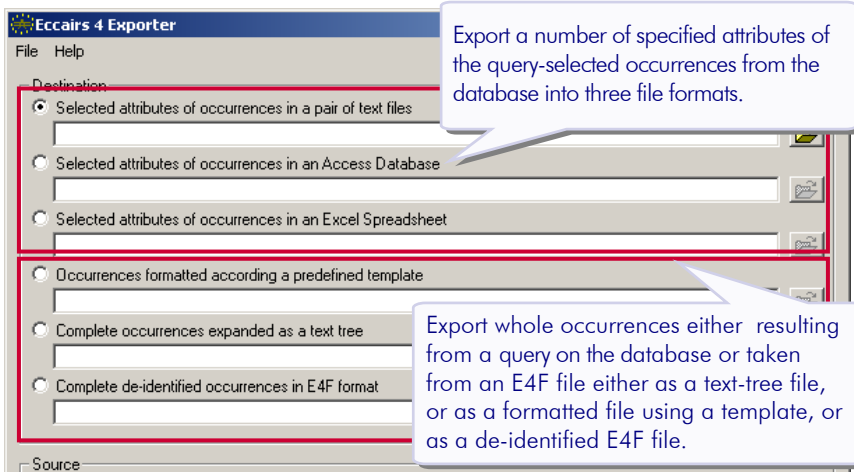 Eccairs 4 Exporter
File Help
Export a number of specified attributes of
the query-selected occurrences from the
database into three file formats.
Destination
Selected attributes of occurrences in a pair of text files
Selected attributes of occurrences in an Access Database
Selected attributes of occurrences in an Excel Spreadsheet
Occurrences formatted according a predefined template
Complete occurrences expanded as a text tree
Complete de-identified occurrences in E4F format
Export whole occurrences either resulting
from a query on the database or taken
from an E4F file either as a text-tree file,
or as a formatted file using a template, or
as a de-identified E4F file.
Source